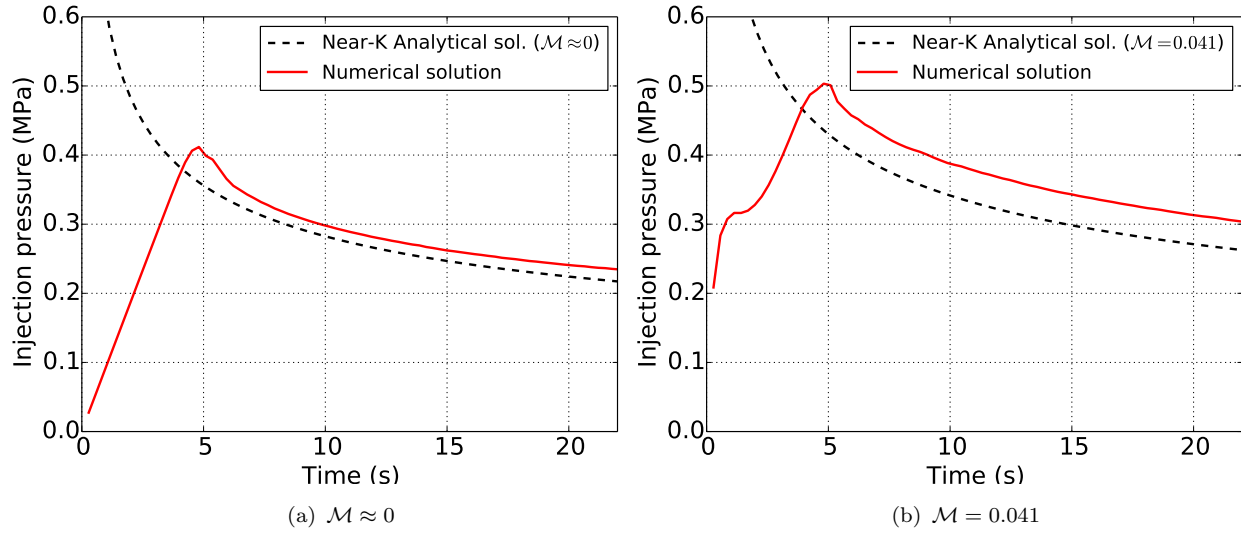 0.6
0.5
0.4
0.3
0.2
0.1
0.0
Injection pressure (MPa)
Near-K Analytical sol. (ℳ≈0)
Numerical solution
0
5
10
15
20
Time (s)
(a) ℳ ≈ 0
0.6
0.5
0.4
0.3
0.2
0.1
0.0
Injection pressure (MPa)
Near-K Analytical sol. (ℳ=0.041)
Numerical solution
0
5
10
15
20
Time (s)
(b) ℳ = 0.041